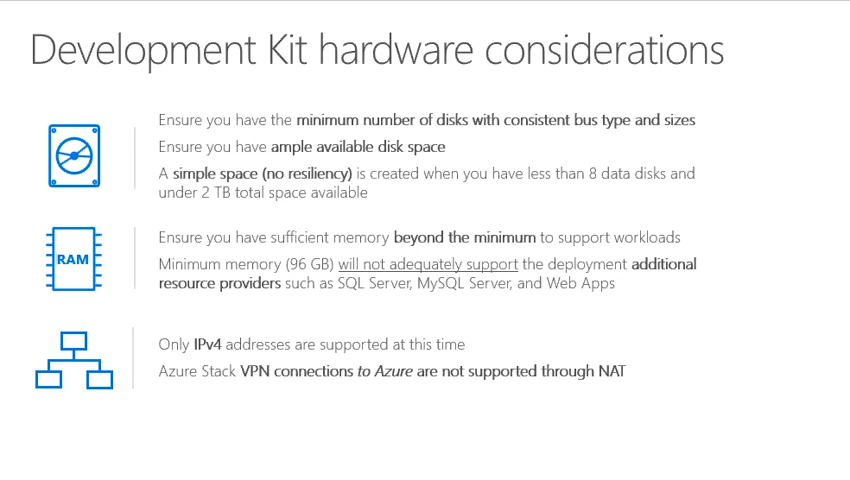 Development Kit hardware considerations
Ensure you have the minimum number of disks with consistent bus type and sizes
Ensure you have ample available disk space
A simple space (no resiliency) is created when you have less than 8 data disks and
under 2 TB total space available
RAM
Ensure you have sufficient memory beyond the minimum to support workloads
Minimum memory (96 GB) will not adequately support the deployment additional
resource providers such as SQL Server, MySQL Server, and Web Apps
Only IPv4 addresses are supported at this time
Azure Stack VPN connections to Azure are not supported through NAT